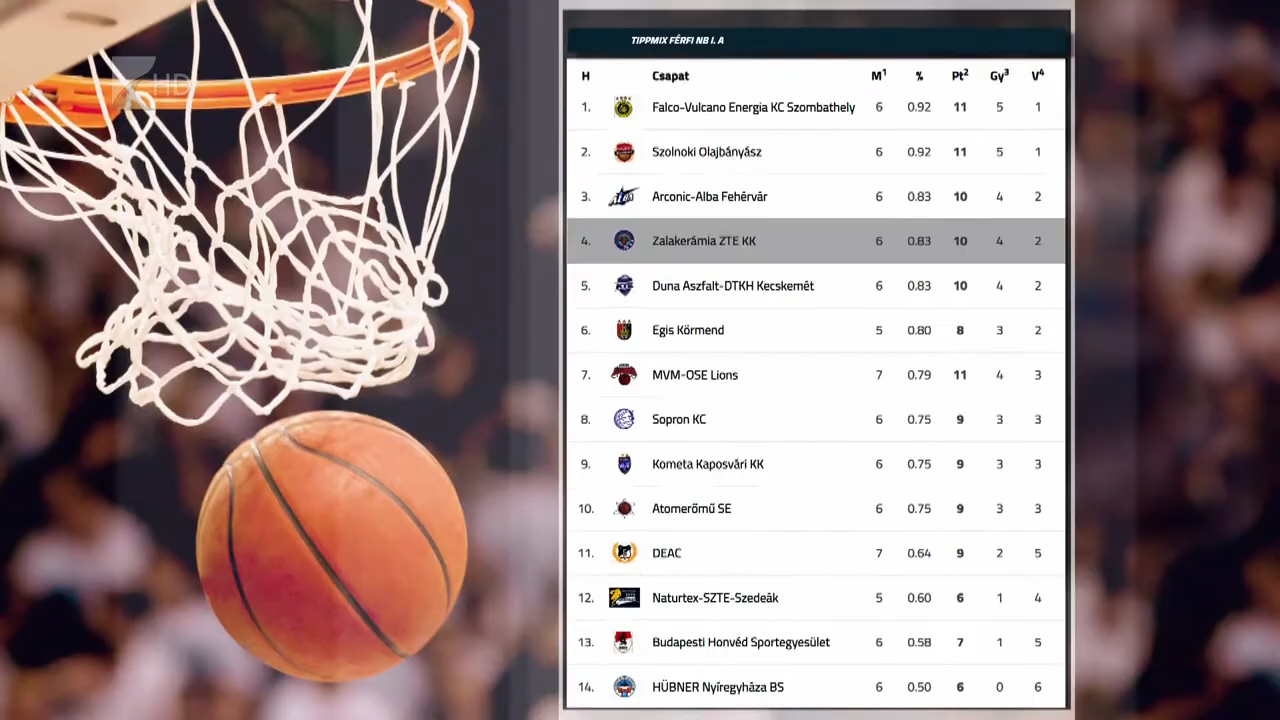 HD
TIPPMIX FÉRFI NB I. A
H Csapat M¹ % Pt² Gy³ V⁴
1. Falco-Vulcano Energia KC Szombathely 6 0.92 11 5 1
2. Szolnoki Olajbányász 6 0.92 11 5 1
3. Arconic-Alba Fehérvár 6 0.83 10 4 2
4. Zalakerámia ZTE KK 6 0.83 10 4 2
5. Duna Aszfalt-DTKH Kecskemét 6 0.83 10 4 2
6. Egis Körmend 5 0.80 8 3 2
7. MVM-OSE Lions 7 0.79 11 4 3
8. Sopron KC 6 0.75 9 3 3
9. Kometa Kaposvári KK 6 0.75 9 3 3
10. Atomerőmű SE 6 0.75 9 3 3
11. DEAC 7 0.64 9 2 5
12. Naturtex-SZTE-Szedeák 5 0.60 6 1 4
13. Budapesti Honvéd Sportegyesület 6 0.58 7 1 5
14. HÜBNER Nyíregyháza BS 6 0.50 6 0 6